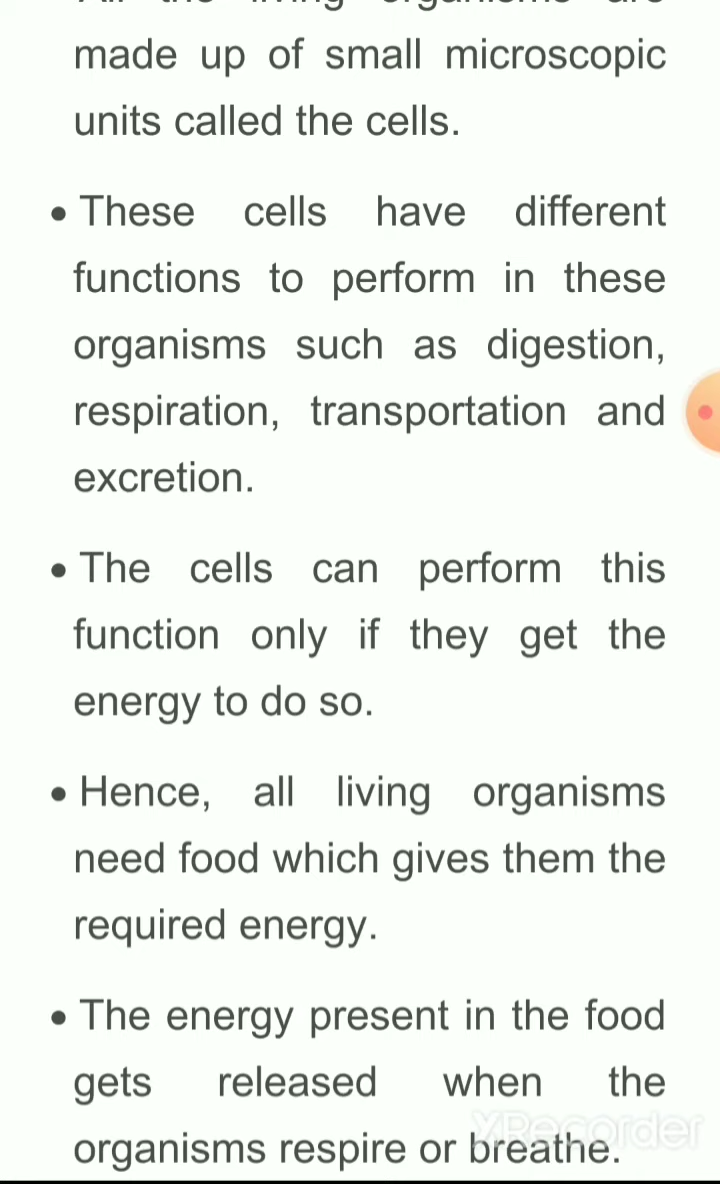 made up of small microscopic
units called the cells.
• These cells have different
functions to perform in these
organisms such as digestion,
respiration, transportation and
excretion.
• The cells can perform this
function only if they get the
energy to do so.
• Hence, all living organisms
need food which gives them the
required energy.
• The energy present in the food
gets released when the
XRecorder
organisms respire or breathe.